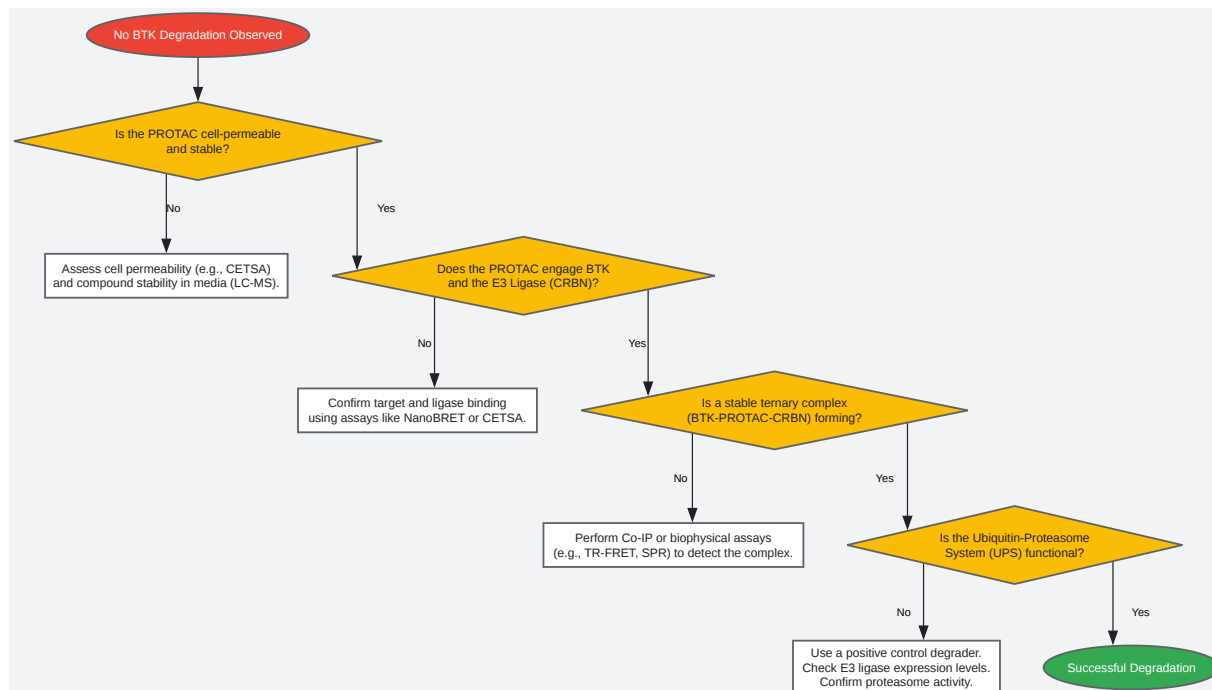 No BTK Degradation Observed
Is the PROTAC cell-permeable
and stable?
No
Yes
Assess cell permeability (e.g., CETSA)
and compound stability in media (LC-MS).
Does the PROTAC engage BTK
and the E3 Ligase (CRBN)?
No
Yes
Confirm target and ligase binding
using assays like NanoBRET or CETSA.
Is a stable ternary complex
(BTK-PROTAC-CRBN) forming?
No
Yes
Perform Co-IP or biophysical assays
(e.g., TR-FRET, SPR) to detect the complex.
Is the Ubiquitin-Proteasome
System (UPS) functional?
No
Yes
Use a positive control degrader.
Check E3 ligase expression levels.
Confirm proteasome activity.
Successful Degradation